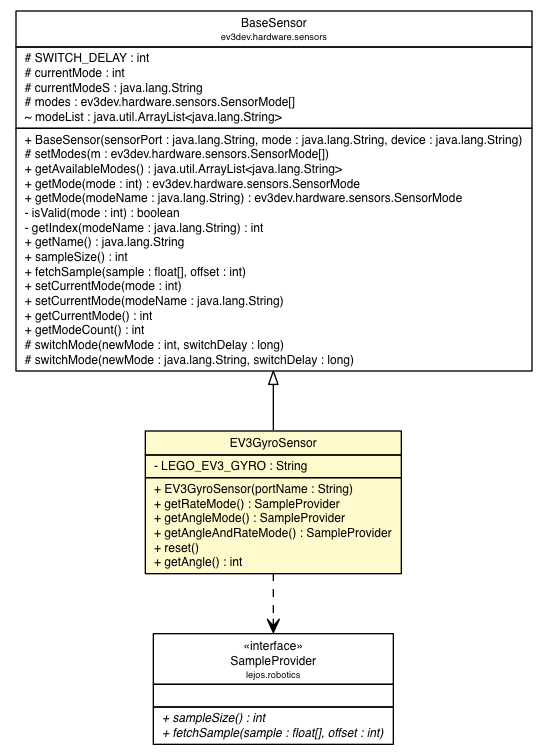 BaseSensor
ev3dev.hardware.sensors
# SWITCH_DELAY : int
# currentMode : int
# currentModeS : java.lang.String
# modes : ev3dev.hardware.sensors.SensorMode[]
~ modeList : java.util.ArrayList<java.lang.String>
+ BaseSensor(sensorPort : java.lang.String, mode : java.lang.String, device : java.lang.String)
# setModes(m : ev3dev.hardware.sensors.SensorMode[])
+ getAvailableModes() : java.util.ArrayList<java.lang.String>
+ getMode(mode : int) : ev3dev.hardware.sensors.SensorMode
+ getMode(modeName : java.lang.String) : ev3dev.hardware.sensors.SensorMode
- isValid(mode : int) : boolean
- getIndex(modeName : java.lang.String) : int
+ getName() : java.lang.String
+ sampleSize() : int
+ fetchSample(sample : float[], offset : int)
+ setCurrentMode(mode : int)
+ setCurrentMode(modeName : java.lang.String)
+ getCurrentMode() : int
+ getModeCount() : int
# switchMode(newMode : int, switchDelay : long)
# switchMode(newMode : java.lang.String, switchDelay : long)
EV3GyroSensor
- LEGO_EV3_GYRO : String
+ EV3GyroSensor(portName : String)
+ getRateMode() : SampleProvider
+ getAngleMode() : SampleProvider
+ getAngleAndRateMode() : SampleProvider
+ reset()
+ getAngle() : int
«interface»
SampleProvider
lejos.robotics
+ sampleSize() : int
+ fetchSample(sample : float[], offset : int)